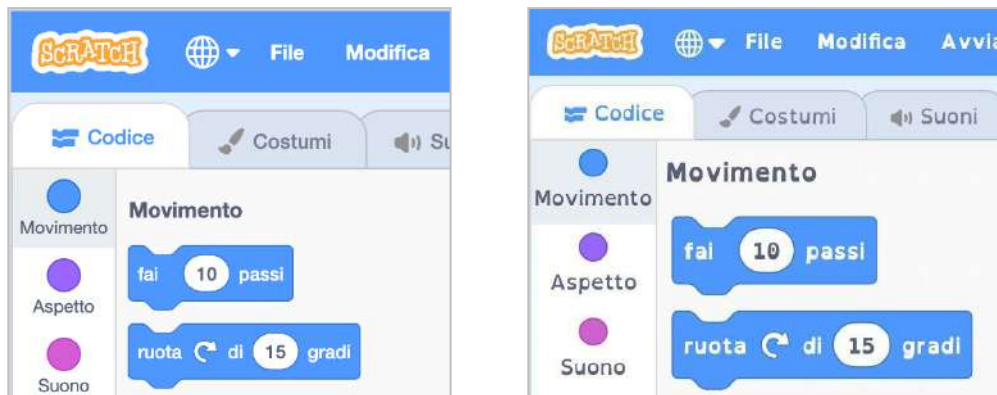 SCRATCH File Modifica
Codice Costumi Su
Movimento
Movimento
fai 10 passi
Aspetto
ruota di 15 gradi
Suono
SCRATCH File Modifica Avvia
Codice Costumi Suoni
Movimento
Movimento
fai 10 passi
Aspetto
ruota di 15 gradi
Suono